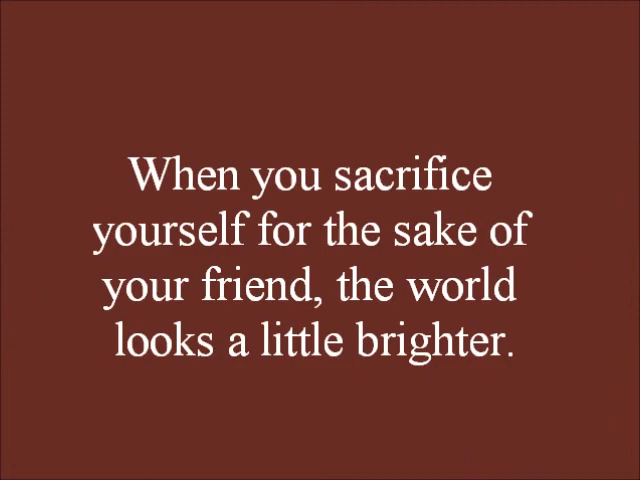 When you sacrifice
yourself for the sake of
your friend, the world
looks a little brighter.